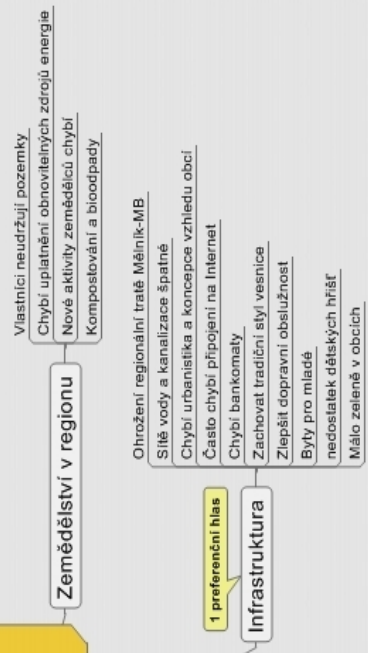 Zemědělství v regionu
Vlastníci neudržují pozemky
Chybí uplatnění obnovitelných zdrojů energie
Nové aktivity zemědělců chybí
Kompostování a bioodpady
1 preferenční hlas
Infrastruktura
Ohrožení regionální tratě Mělník-MB
Sítě vody a kanalizace špatné
Chybí urbanistika a koncepce vzhledu obcí
Často chybí připojení na Internet
Chybí bankomaty
Zachovat tradiční styl vesnice
Zlepšit dopravní obslužnost
Byty pro mladé
nedostatek dětských hřišť
Málo zeleně v obcích